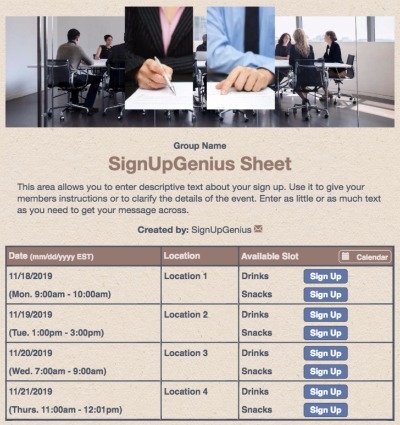 Group Name
SignUpGenius Sheet
This area allows you to enter descriptive text about your sign up. Use it to give your
members instructions or to clarify the details of the event. Enter as little or as much text
as you need to get your message across.
Created by: SignUpGenius
Date (mm/dd/yyyy EST) Location Available Slot Calendar
11/18/2019 Location 1 Drinks Sign Up
(Mon. 9:00am - 10:00am) Snacks Sign Up
11/19/2019 Location 2 Drinks Sign Up
(Tue. 1:00pm - 3:00pm) Snacks Sign Up
11/20/2019 Location 3 Drinks Sign Up
(Wed. 7:00am - 9:00am) Snacks Sign Up
11/21/2019 Location 4 Drinks Sign Up
(Thurs. 11:00am - 12:01pm) Snacks Sign Up